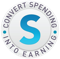 CONVERT SPENDING
S
INTO EARNING